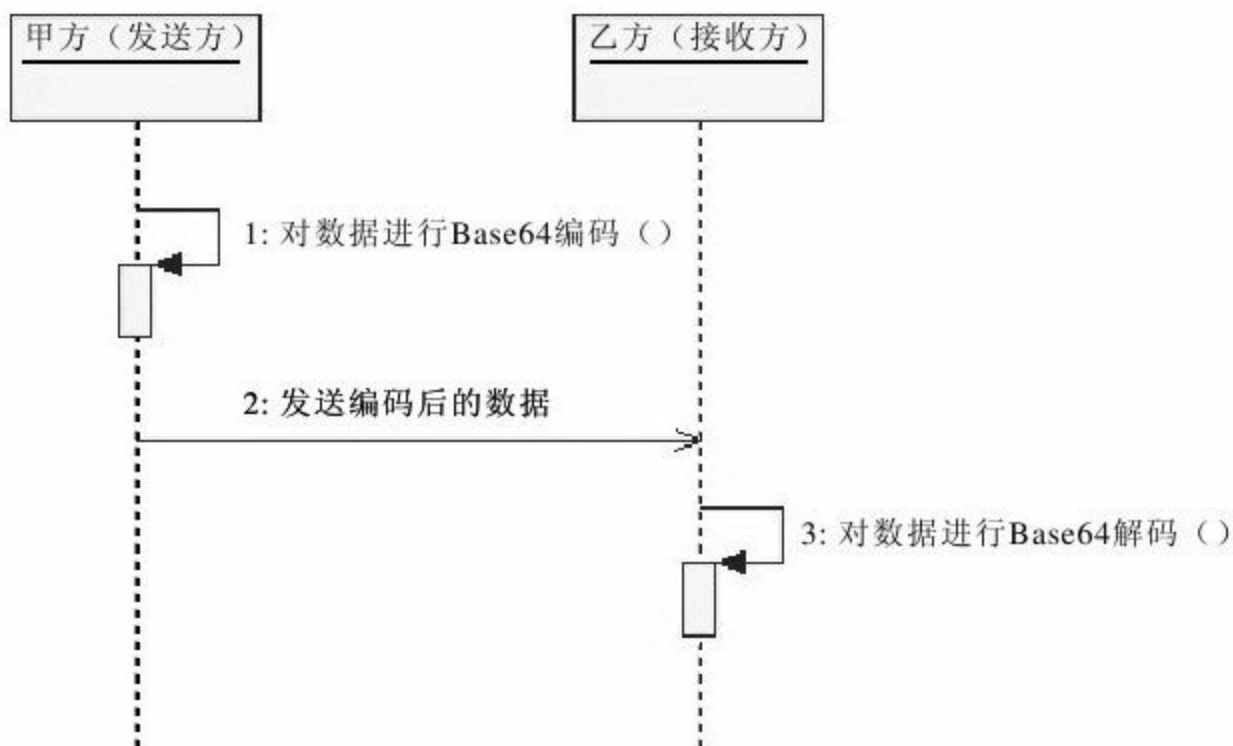 甲方（发送方）
乙方（接收方）
1: 对数据进行Base64编码（）
2: 发送编码后的数据
3: 对数据进行Base64解码（）